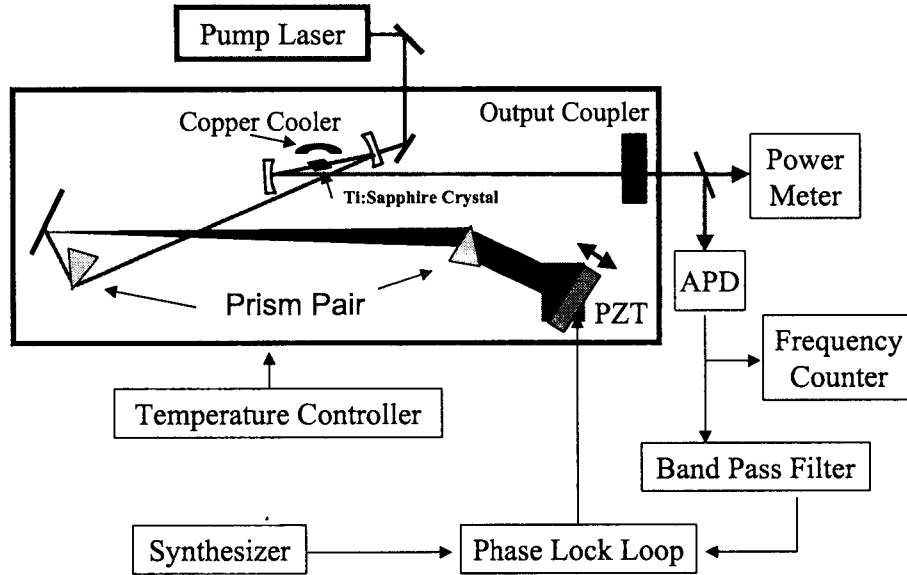 Pump Laser
Output Coupler
Copper Cooler
Ti:Sapphire Crystal
Power
Meter
APD
Prism Pair
PZT
Frequency
Counter
Temperature Controller
Band Pass Filter
Synthesizer
Phase Lock Loop